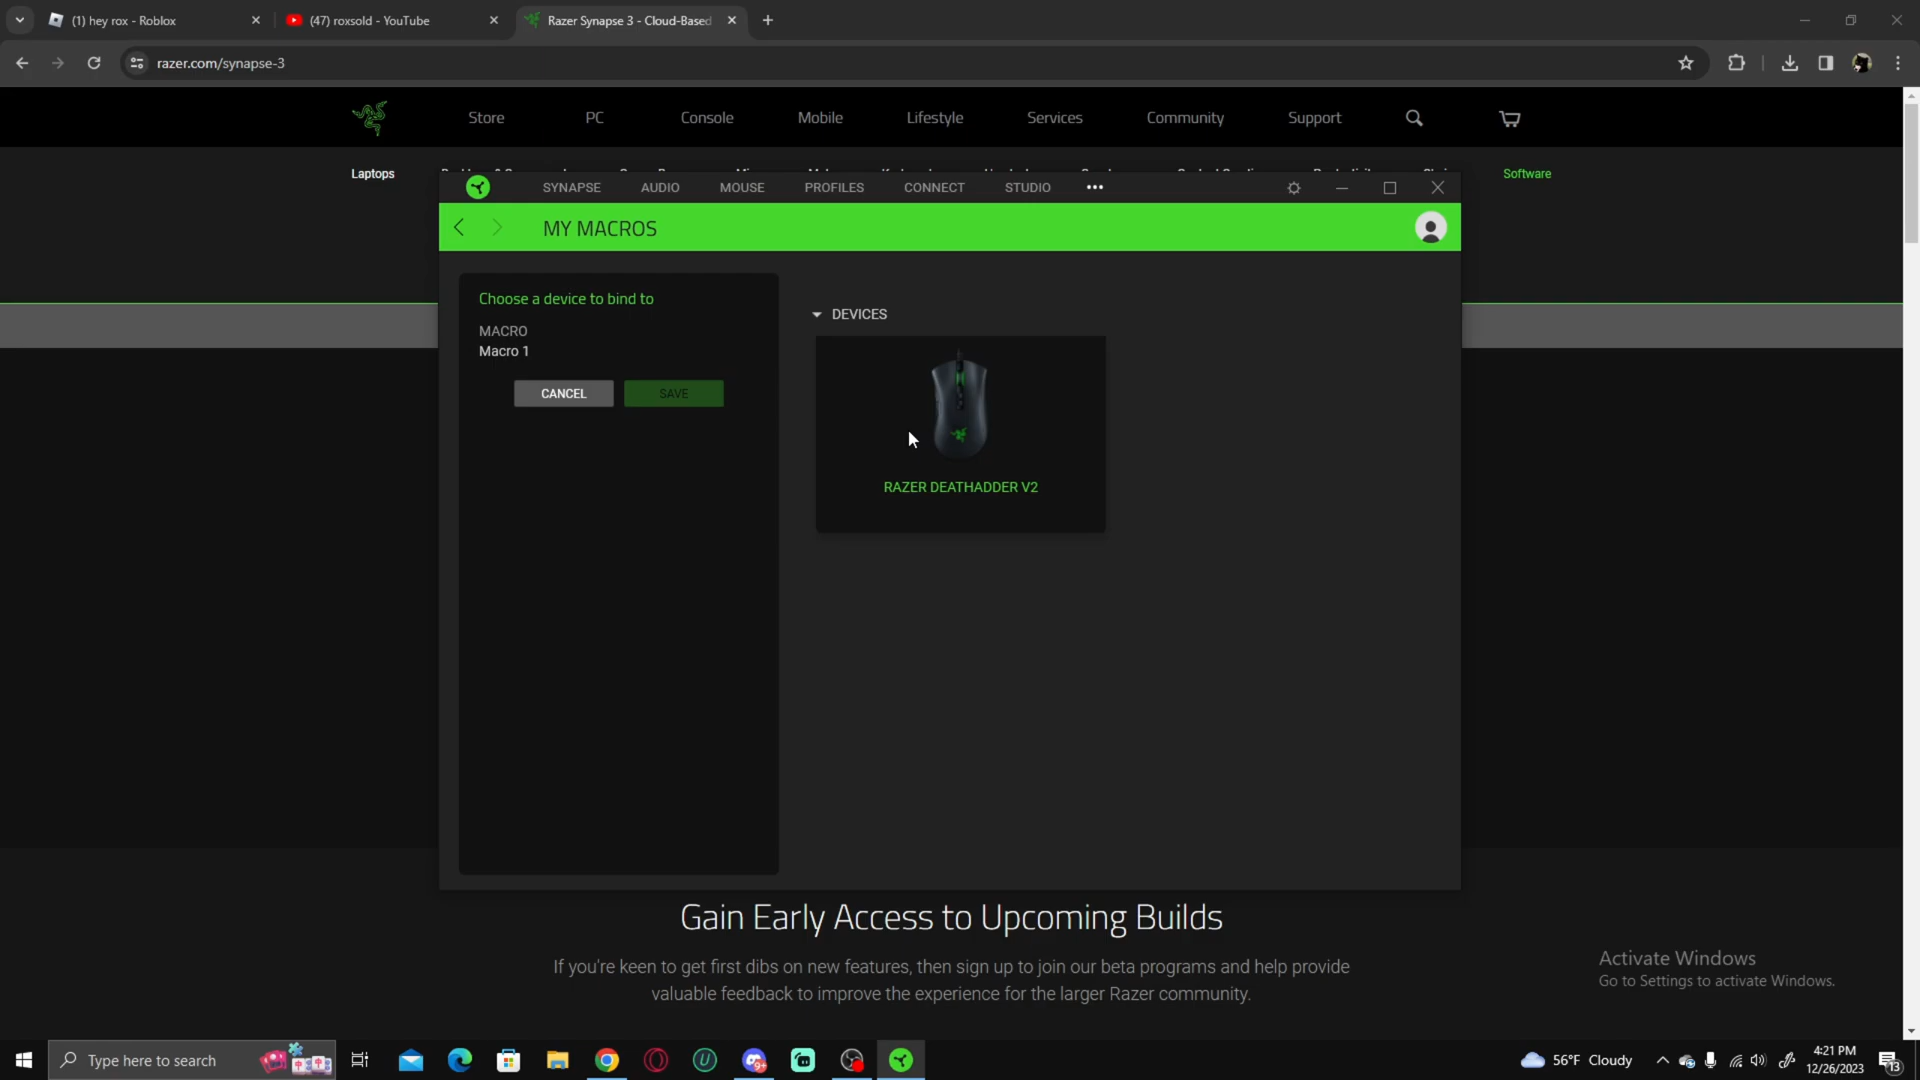 (1) hey rox - Roblox
(47) roxsold - YouTube
Razer Synapse 3 - Cloud-Based
razer.com/synapse-3
Store PC Console Mobile Lifestyle Services Community Support
Laptops
Software
SYNAPSE AUDIO MOUSE PROFILES CONNECT STUDIO
MY MACROS
Choose a device to bind to
MACRO
Macro 1
CANCEL SAVE
DEVICES
RAZER DEATHADDER V2
Gain Early Access to Upcoming Builds
If you're keen to get first dibs on new features, then sign up to join our beta programs and help provide
valuable feedback to improve the experience for the larger Razer community.
Activate Windows
Go to Settings to activate Windows.
Type here to search
9+
56°F Cloudy
4:21 PM
12/26/2023
13